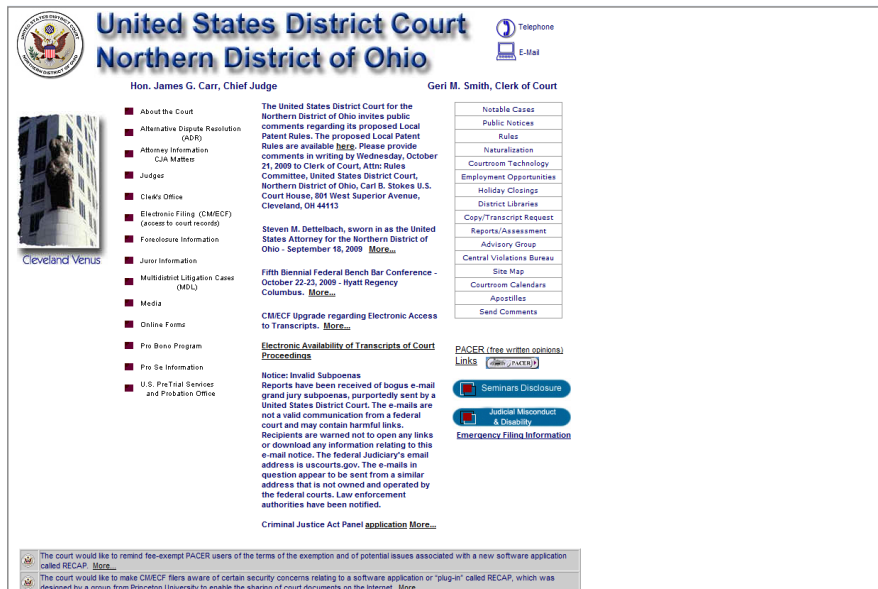 United States District Court
Northern District of Ohio
Telephone
E-Mail
Hon. James G. Carr, Chief Judge
Geri M. Smith, Clerk of Court
Cleveland Venus
About the Court
Alternative Dispute Resolution
(ADR)
Attorney Information
CJA Matters
Judges
Clerk's Office
Electronic Filing (CM/ECF)
(access to court records)
Foreclosure Information
Juror Information
Multidistrict Litigation Cases
(MDL)
Media
Online Forms
Pro Bono Program
Pro Se Information
U.S. PreTrial Services
and Probation Office
The United States District Court for the
Northern District of Ohio invites public
comments regarding its proposed Local
Patent Rules. The proposed Local Patent
Rules are available here. Please provide
comments in writing by Wednesday, October
21, 2009 to Clerk of Court, Attn: Rules
Committee, United States District Court,
Northern District of Ohio, Carl B. Stokes U.S.
Court House, 801 West Superior Avenue,
Cleveland, OH 44113
Steven M. Dettelbach, sworn in as the United
States Attorney for the Northern District of
Ohio - September 18, 2009 More...
Fifth Biennial Federal Bench Bar Conference -
October 22-23, 2009 - Hyatt Regency
Columbus. More...
CM/ECF Upgrade regarding Electronic Access
to Transcripts. More...
Electronic Availability of Transcripts of Court
Proceedings
Notice: Invalid Subpoenas
Reports have been received of bogus e-mail
grand jury subpoenas, purportedly sent by a
United States District Court. The e-mails are
not a valid communication from a federal
court and may contain harmful links.
Recipients are warned not to open any links
or download any information relating to this
e-mail notice. The federal Judiciary's email
address is uscourts.gov. The e-mails in
question appear to be sent from a similar
address that is not owned and operated by
the federal courts. Law enforcement
authorities have been notified.
Criminal Justice Act Panel application More...
Notable Cases
Public Notices
Rules
Naturalization
Courtroom Technology
Employment Opportunities
Holiday Closings
District Libraries
Copy/Transcript Request
Reports/Assessment
Advisory Group
Central Violations Bureau
Site Map
Courtroom Calendars
Apostilles
Send Comments
PACER (free written opinions)
Links
PACER
Seminars Disclosure
Judicial Misconduct
& Disability
Emergency Filing Information
The court would like to remind fee-exempt PACER users of the terms of the exemption and of potential issues associated with a new software application
called RECAP. More...
The court would like to make CM/ECF filers aware of certain security concerns relating to a software application or "plug-in" called RECAP, which was
designed by a group from Princeton University to enable the sharing of court documents on the Internet. More